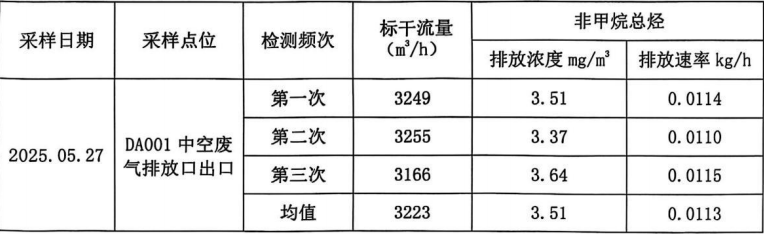 采样日期 采样点位 检测频次 标干流量（m³/h） 非甲烷总烃
排放浓度 mg/m³ 排放速率 kg/h
2025.05.27 DA001 中空废气排放口出口 第一次 3249 3.51 0.0114
第二次 3255 3.37 0.0110
第三次 3166 3.64 0.0115
均值 3223 3.51 0.0113